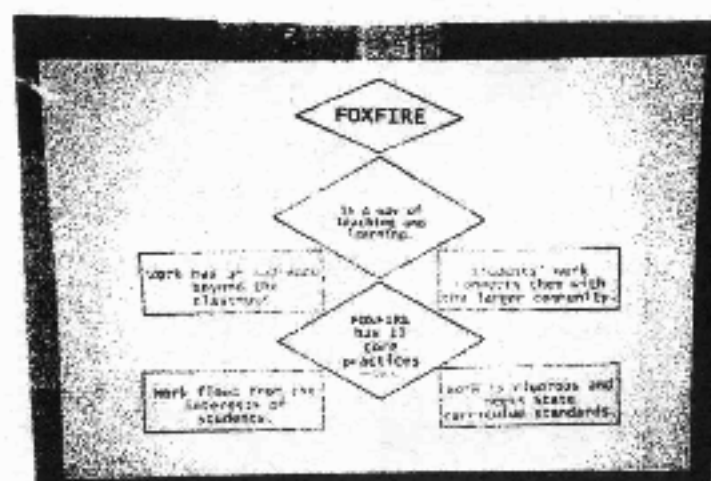 FOXFIRE
is a way of
teaching and
learning.
Work has an audience
beyond the
classroom.
Students' work
connects them with
the larger community.
FOXFIRE
has 11
core
practices
Work flows from the
interests of
students.
Work is rigorous and
meets state
curriculum standards.